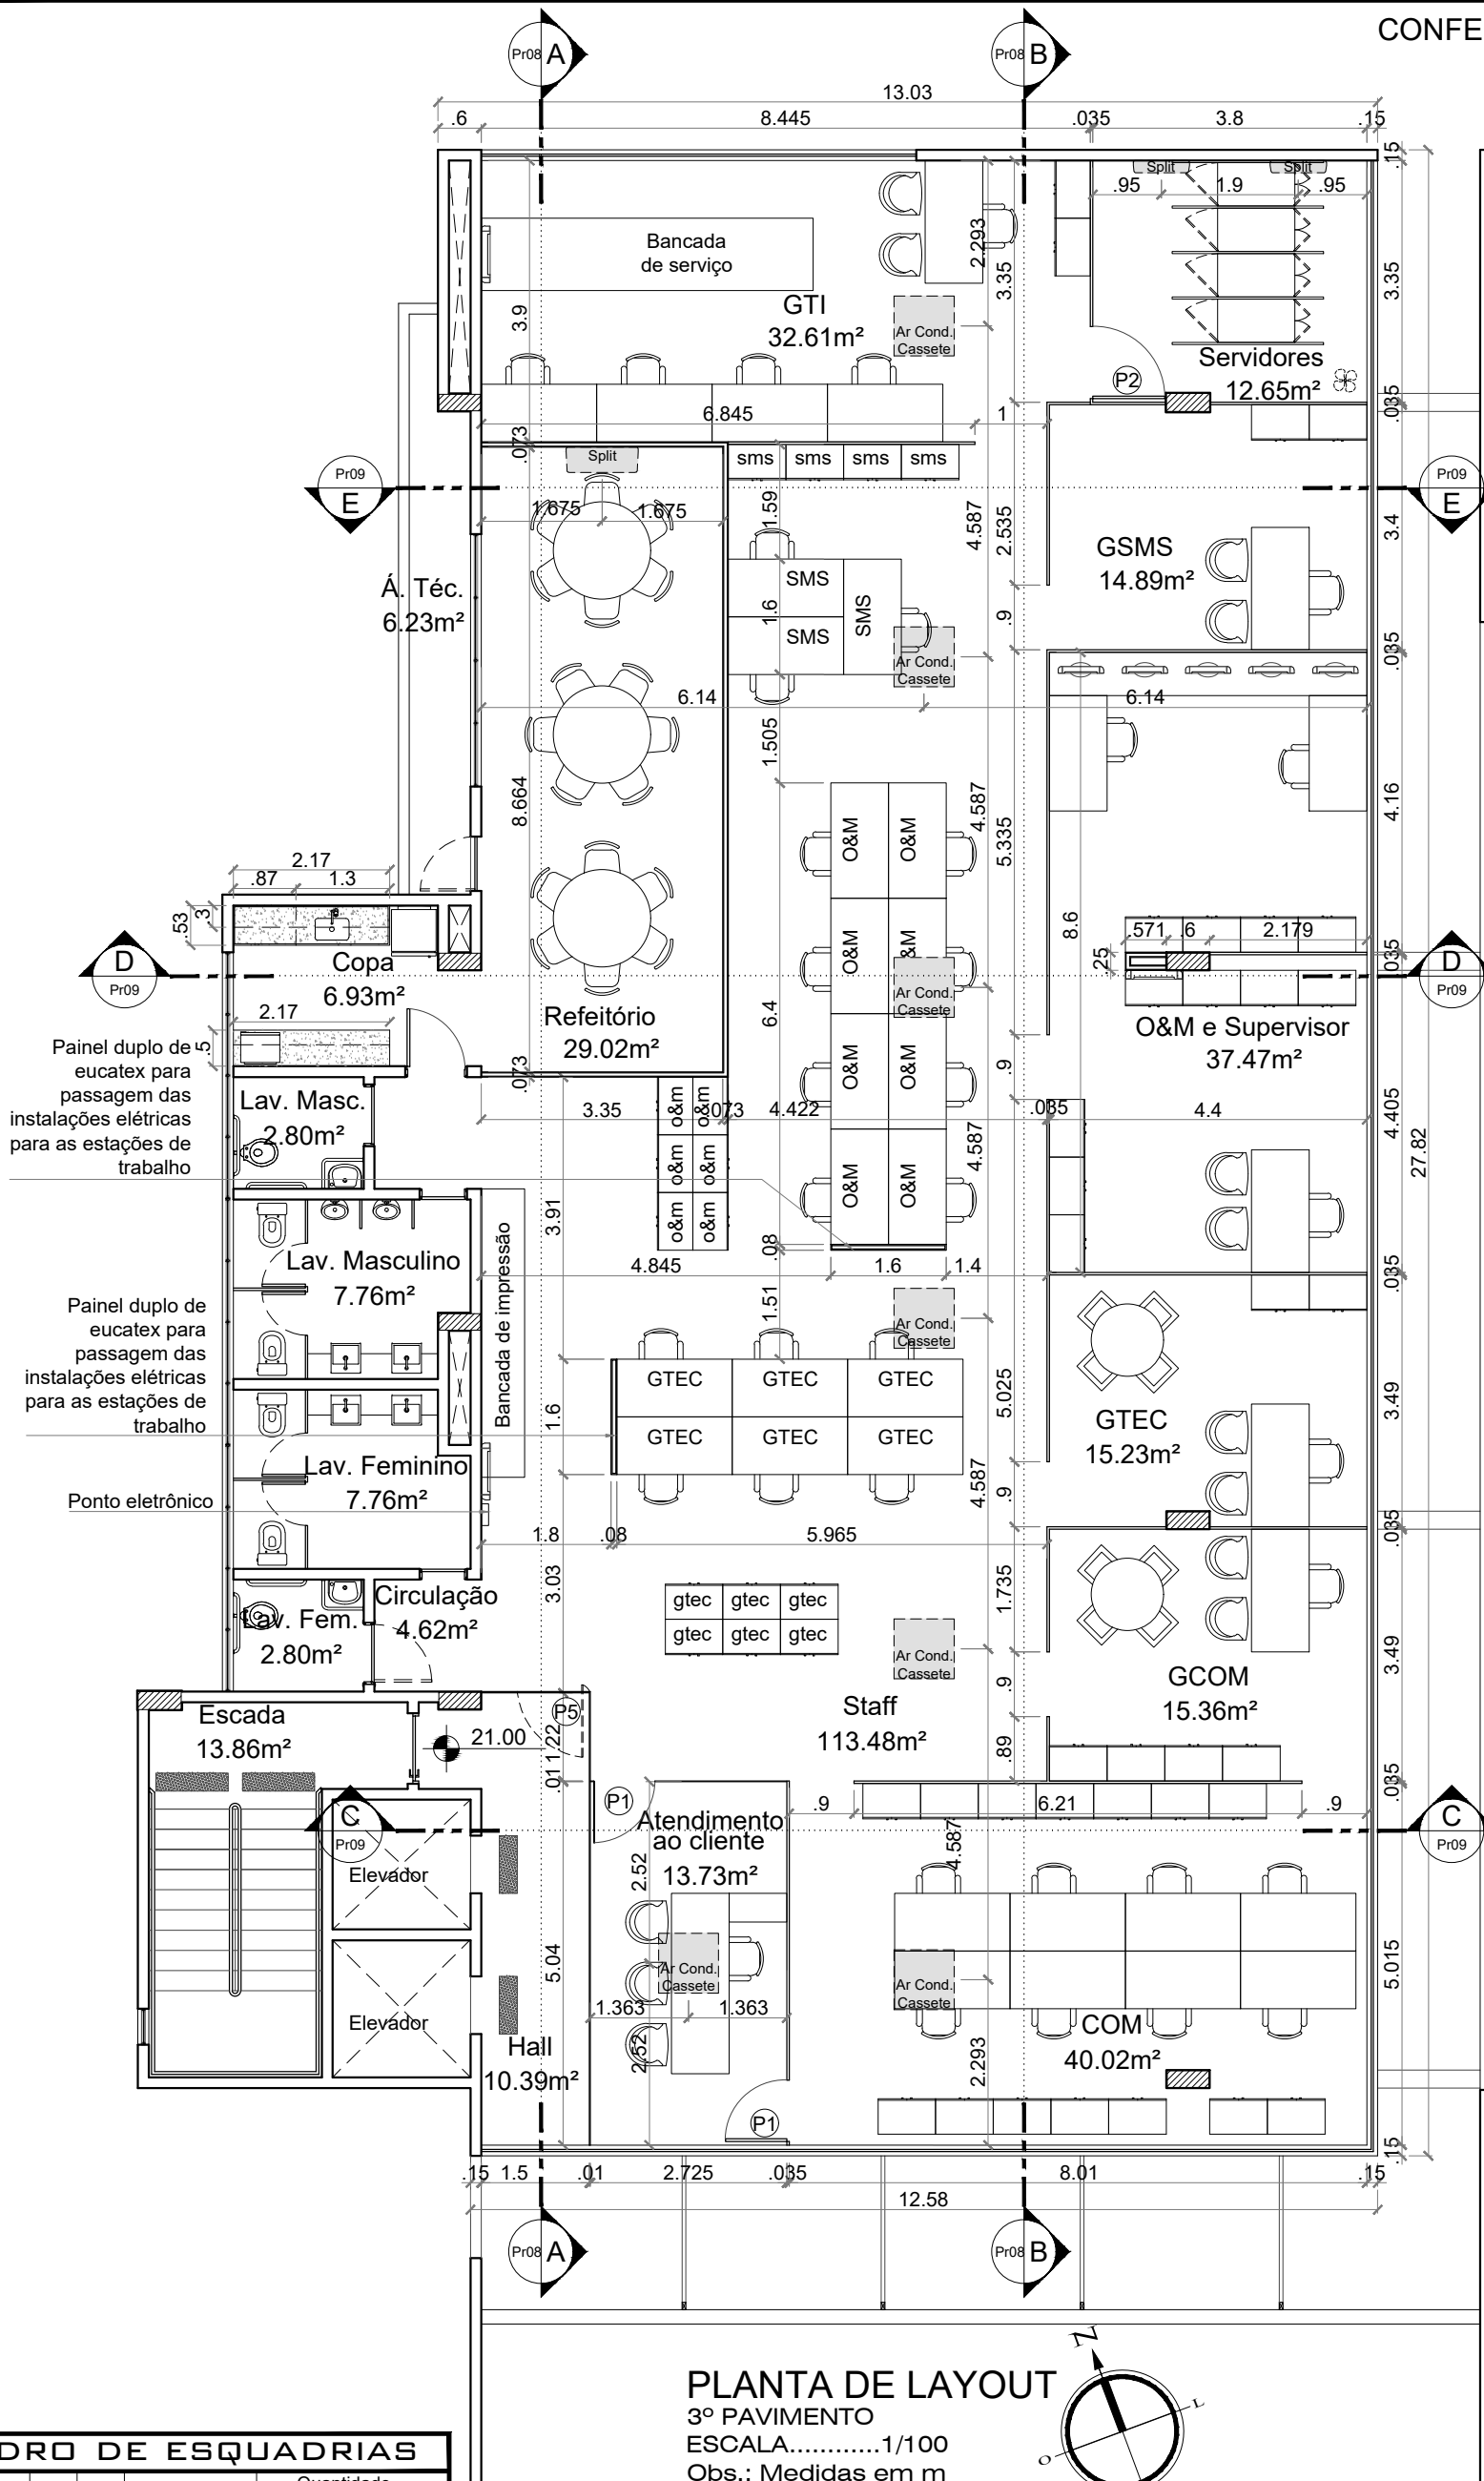 CONFE
Pr08 A
Pr08 B
13.03
.6
8.445
.035
3.8
.15
.15
Split
Split
.95
1.9
.95
Bancada
de serviço
2.293
3.35
3.35
3.9
GTI
32.61m²
Ar Cond.
Cassete
Servidores
12.65m²
P2
.035
6.845
1
.073
Split
sms
sms
sms
sms
Pr09
E
Pr09
E
1.675
1.675
1.59
4.587
2.535
3.4
GSMS
14.89m²
Á. Téc.
6.23m²
SMS
SMS
SMS
1.6
.9
Ar Cond.
Cassete
.035
6.14
6.14
1.505
8.664
4.587
5.335
4.16
O&M
O&M
2.17
.87
1.3
.53
.3
8.6
.571
.6
2.179
.25
.035
D
Pr09
D
Pr09
Copa
6.93m²
O&M
O&M
Ar Cond.
Cassete
2.17
.5
6.4
Refeitório
29.02m²
O&M e Supervisor
37.47m²
Painel duplo de
eucatex para
passagem das
instalações elétricas
para as estações de
trabalho
O&M
O&M
.9
.073
Lav. Masc.
2.80m²
3.35
.073
4.422
.035
4.4
4.405
27.82
o&m
o&m
o&m
o&m
o&m
o&m
4.587
O&M
O&M
3.91
.08
Lav. Masculino
7.76m²
Bancada de impressão
4.845
1.6
1.4
.035
1.51
Painel duplo de
eucatex para
passagem das
instalações elétricas
para as estações de
trabalho
Ar Cond.
Cassete
GTEC
GTEC
GTEC
GTEC
GTEC
GTEC
1.6
5.025
3.49
GTEC
15.23m²
Lav. Feminino
7.76m²
Ponto eletrônico
4.587
.9
1.8
.08
5.965
.035
3.03
Circulação
4.62m²
Lav. Fem.
2.80m²
gtec
gtec
gtec
gtec
gtec
gtec
1.735
Ar Cond.
Cassete
3.49
GCOM
15.36m²
.9
Escada
13.86m²
P5
21.00
1.22
Staff
113.48m²
.89
.01
.035
P1
.9
6.21
.9
C
Pr09
C
Pr09
Atendimento
ao cliente
13.73m²
Elevador
2.52
4.587
5.04
Ar Cond.
Cassete
Ar Cond.
Cassete
5.015
1.363
1.363
Elevador
Hall
10.39m²
2.52
2.293
COM
40.02m²
P1
.15
.15
1.5
.01
2.725
.035
8.01
.15
12.58
Pr08 A
Pr08 B
N
L
O
PLANTA DE LAYOUT
3º PAVIMENTO
ESCALA............1/100
Obs.: Medidas em m
DRO DE ESQUADRIAS
Quantidade